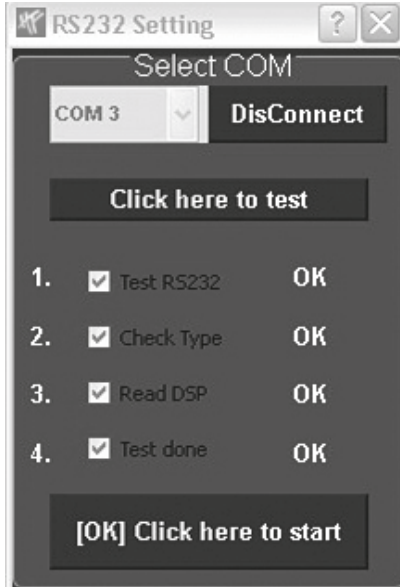 RS232 Setting
Select COM
COM 3 DisConnect
Click here to test
1. Test RS232 OK
2. Check Type OK
3. Read DSP OK
4. Test done OK
[OK] Click here to start